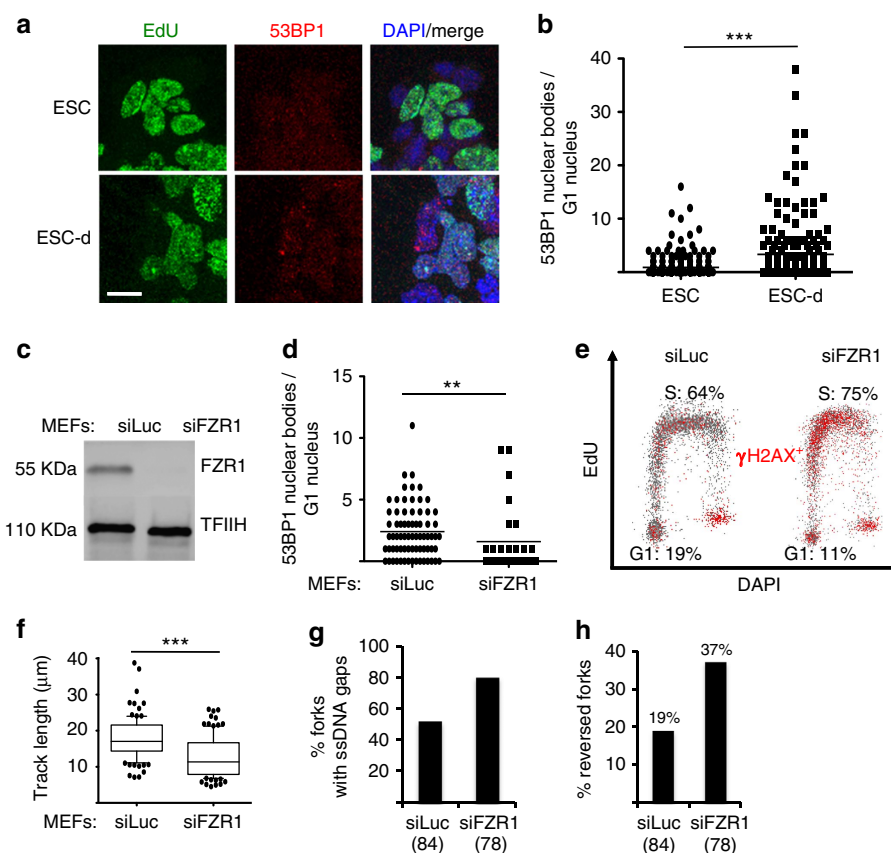 a
EdU 53BP1 DAPI/merge
ESC
ESC-d
b
***
53BP1 nuclear bodies /
G1 nucleus
40
30
20
10
ESC ESC-d
c
MEFs: siLuc siFZR1
55 KDa FZR1
110 KDa TFIIH
d
**
53BP1 nuclear bodies /
G1 nucleus
15
10
5
MEFs: siLuc siFZR1
e
siLuc siFZR1
S: 64% S: 75%
EdU
γH2AX+
G1: 19% G1: 11%
DAPI
f
***
Track length (μm)
40
30
20
10
MEFs: siLuc siFZR1
g
% forks
with ssDNA gaps
100
80
60
40
20
siLuc siFZR1
(84) (78)
h
% reversed forks
40
30
20
10
19%
37%
siLuc siFZR1
(84) (78)